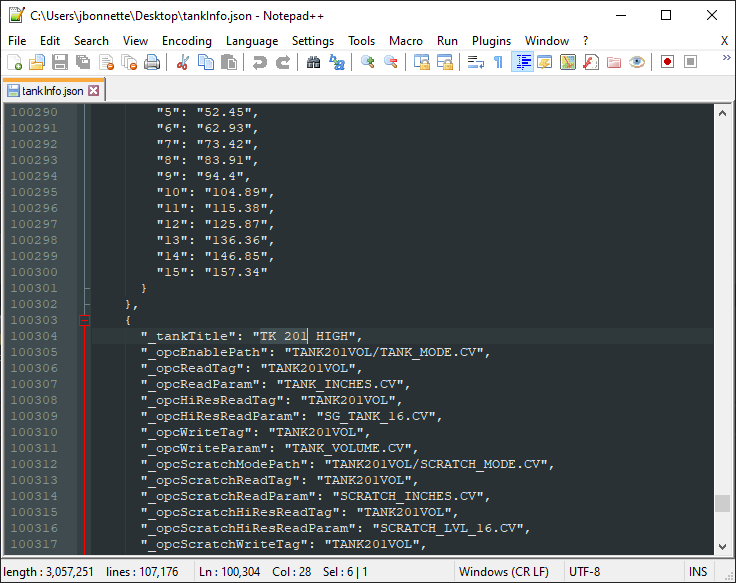 C:\Users\jbonnette\Desktop\tankInfo.json - Notepad++
File Edit Search View Encoding Language Settings Tools Macro Run Plugins Window ? X
tankInfo.json
100290 "5": "52.45",
100291 "6": "62.93",
100292 "7": "73.42",
100293 "8": "83.91",
100294 "9": "94.4",
100295 "10": "104.89",
100296 "11": "115.38",
100297 "12": "125.87",
100298 "13": "136.36",
100299 "14": "146.85",
100300 "15": "157.34"
100301 }
100302 },
100303 {
100304 "_tankTitle": "TK 201 HIGH",
100305 "_opcEnablePath": "TANK201VOL/TANK_MODE.CV",
100306 "_opcReadTag": "TANK201VOL",
100307 "_opcReadParam": "TANK_INCHES.CV",
100308 "_opcHiResReadTag": "TANK201VOL",
100309 "_opcHiResReadParam": "SG_TANK_16.CV",
100310 "_opcWriteTag": "TANK201VOL",
100311 "_opcWriteParam": "TANK_VOLUME.CV",
100312 "_opcScratchModePath": "TANK201VOL/SCRATCH_MODE.CV",
100313 "_opcScratchReadTag": "TANK201VOL",
100314 "_opcScratchReadParam": "SCRATCH_INCHES.CV",
100315 "_opcScratchHiResReadTag": "TANK201VOL",
100316 "_opcScratchHiResReadParam": "SCRATCH_LVL_16.CV",
100317 "_opcScratchWriteTag": "TANK201VOL",
length : 3,057,251 lines : 107,176 Ln : 100,304 Col : 28 Sel : 6 | 1 Windows (CR LF) UTF-8 INS